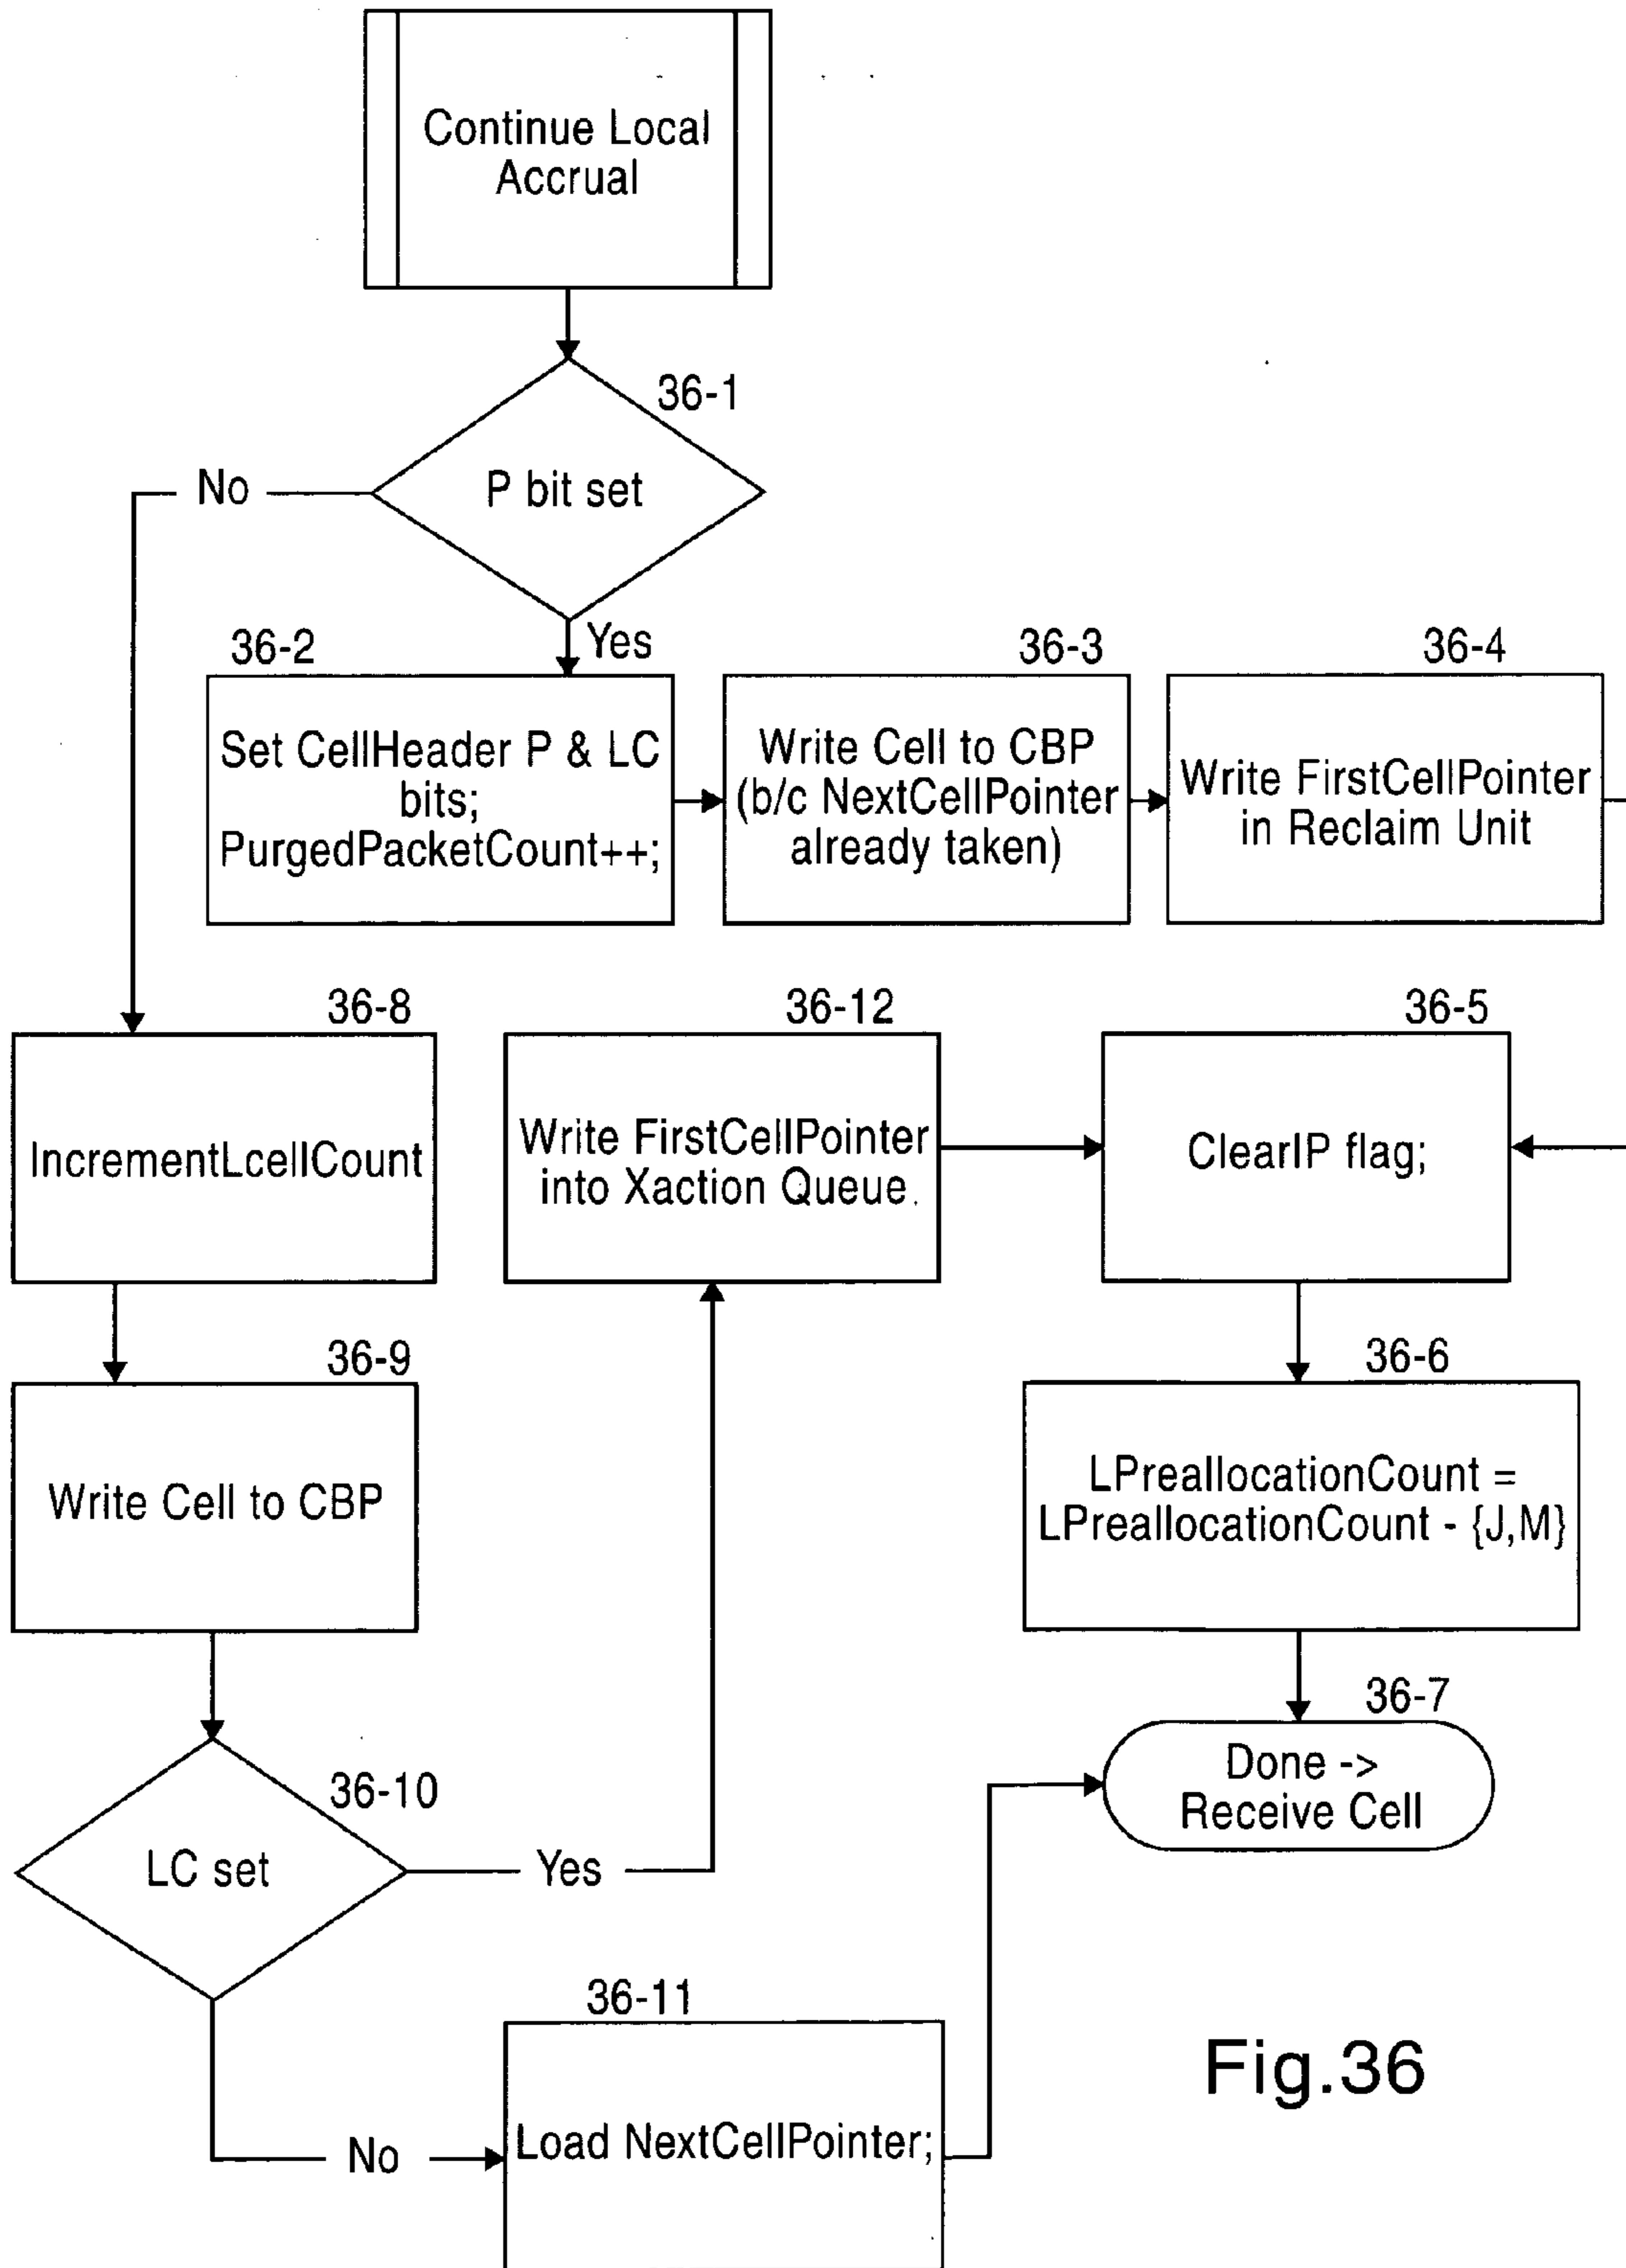 Continue Local
Accrual
36-1
P bit set
No
Yes
36-2
Set CellHeader P & LC
bits;
PurgedPacketCount++;
36-3
Write Cell to CBP
(b/c NextCellPointer
already taken)
36-4
Write FirstCellPointer
in Reclaim Unit
36-8
IncrementLcellCount
36-12
Write FirstCellPointer
into Xaction Queue
36-5
ClearIP flag;
36-9
Write Cell to CBP
36-6
LPreallocationCount =
LPreallocationCount - {J,M}
36-7
Done ->
Receive Cell
36-10
LC set
Yes
No
36-11
Load NextCellPointer;
Fig.36